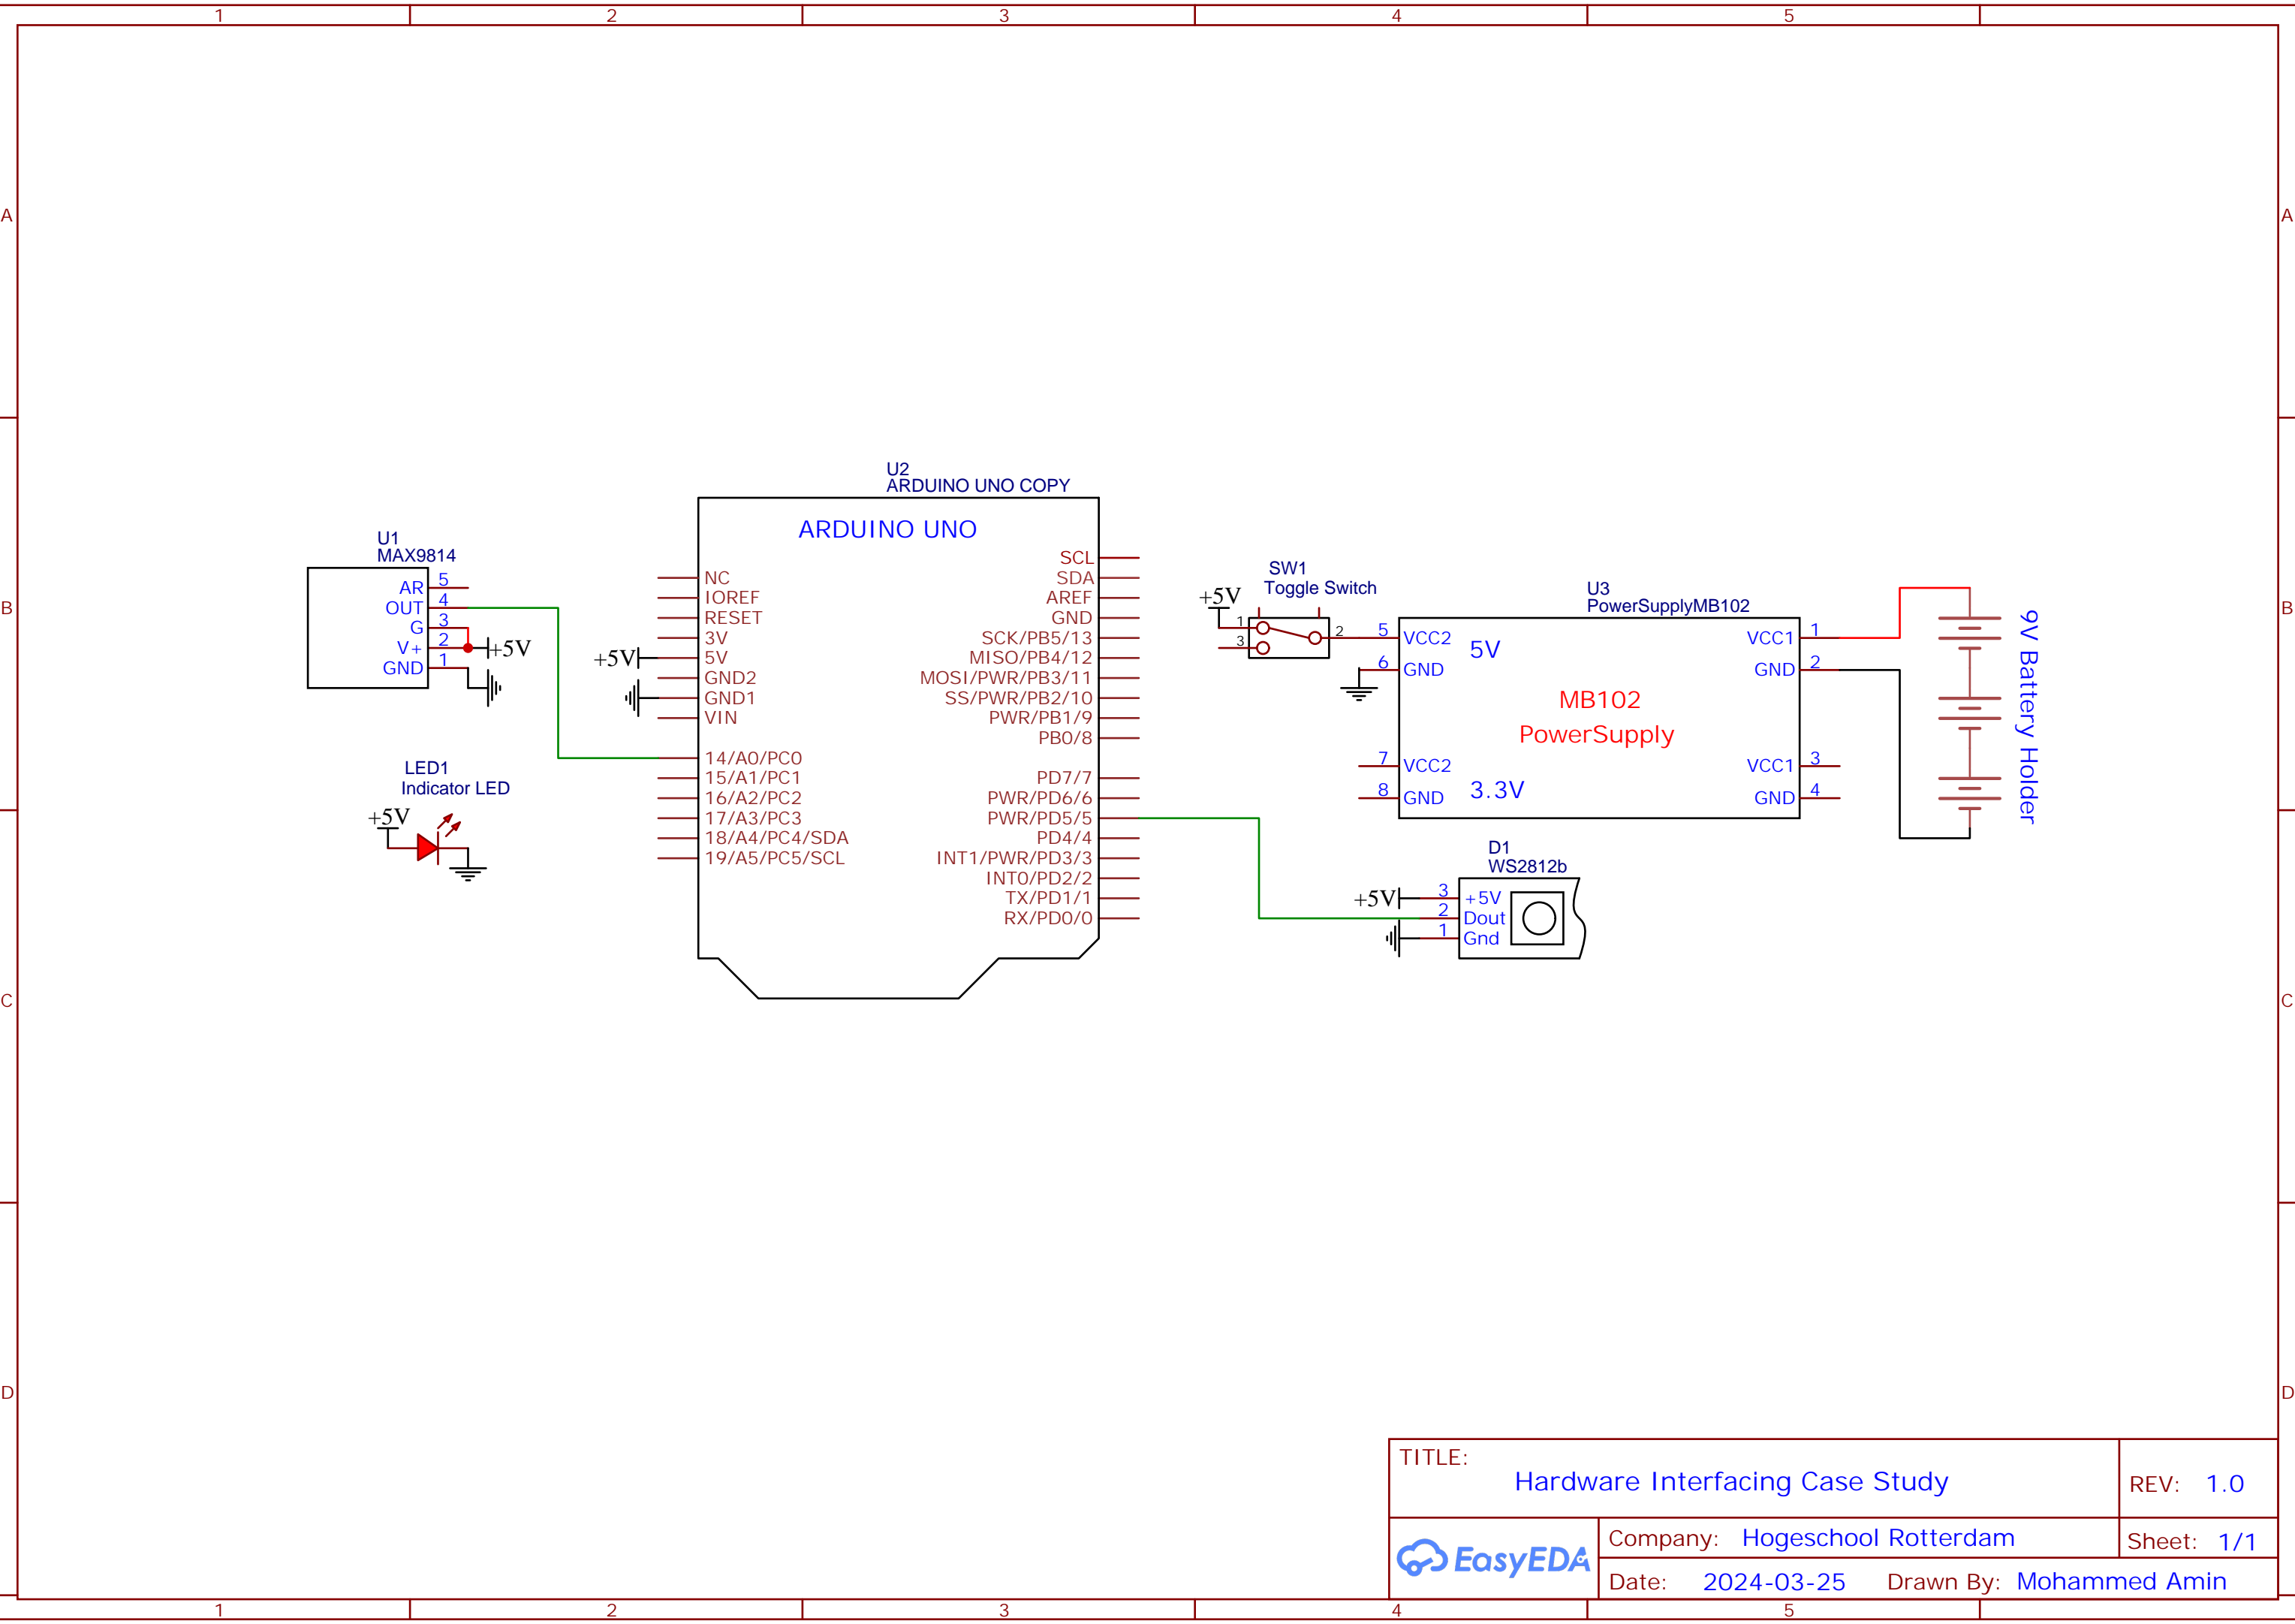 1 2 3 4 5
A A
B B
C C
D D
U1
MAX9814
AR 5
OUT 4
G 3
V+ 2
GND 1
+5V
LED1
Indicator LED
+5V
U2
ARDUINO UNO COPY
ARDUINO UNO
+5V
NC
IOREF
RESET
3V
5V
GND2
GND1
VIN
14/A0/PC0
15/A1/PC1
16/A2/PC2
17/A3/PC3
18/A4/PC4/SDA
19/A5/PC5/SCL
SCL
SDA
AREF
GND
SCK/PB5/13
MISO/PB4/12
MOSI/PWR/PB3/11
SS/PWR/PB2/10
PWR/PB1/9
PB0/8
PD7/7
PWR/PD6/6
PWR/PD5/5
PD4/4
INT1/PWR/PD3/3
INT0/PD2/2
TX/PD1/1
RX/PD0/0
SW1
Toggle Switch
+5V
1
3
2
U3
PowerSupplyMB102
5 VCC2
6 GND
5V
MB102
PowerSupply
7 VCC2
8 GND
3.3V
VCC1 1
GND 2
VCC1 3
GND 4
9V Battery Holder
D1
WS2812b
+5V 3 +5V
2 Dout
1 Gnd
TITLE:
Hardware Interfacing Case Study
REV: 1.0
EasyEDA
Company: Hogeschool Rotterdam
Sheet: 1/1
Date: 2024-03-25 Drawn By: Mohammed Amin
1 2 3 4 5